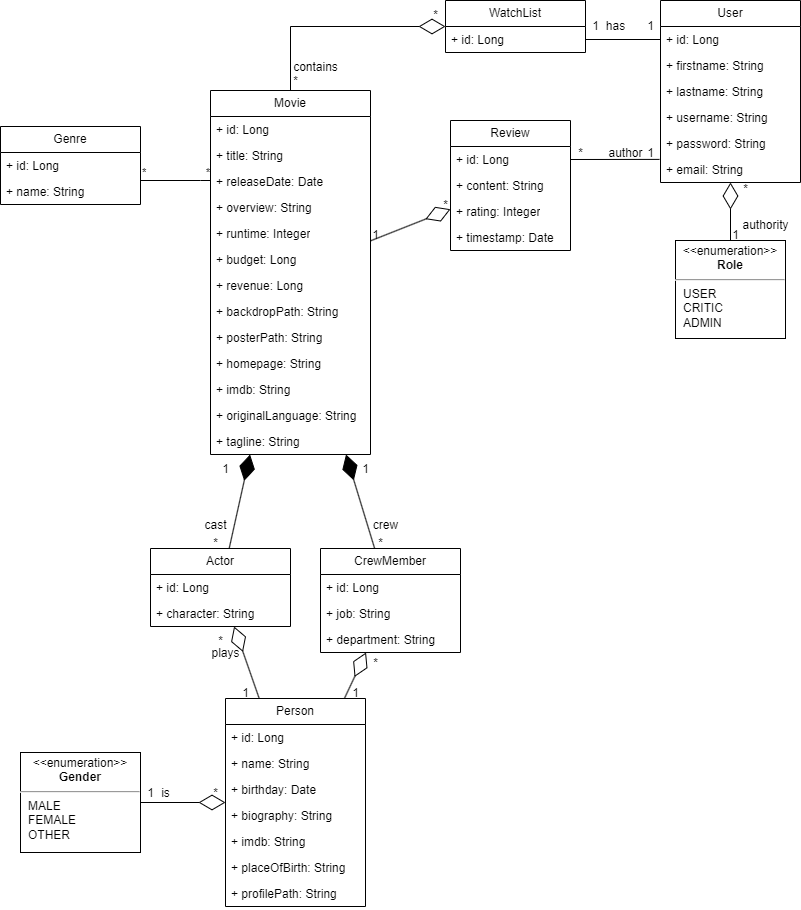 WatchList
+ id: Long
*
1 has 1
User
+ id: Long
+ firstname: String
+ lastname: String
+ username: String
+ password: String
+ email: String
contains
*
Movie
+ id: Long
+ title: String
+ releaseDate: Date
+ overview: String
+ runtime: Integer
+ budget: Long
+ revenue: Long
+ backdropPath: String
+ posterPath: String
+ homepage: String
+ imdb: String
+ originalLanguage: String
+ tagline: String
Genre
+ id: Long
+ name: String
* *
Review
+ id: Long
+ content: String
+ rating: Integer
+ timestamp: Date
* author 1
*
1
*
authority
1
<<enumeration>>
Role
USER
CRITIC
ADMIN
1 1
cast
*
crew
*
Actor
+ id: Long
+ character: String
CrewMember
+ id: Long
+ job: String
+ department: String
*
plays
1
*
1
Person
+ id: Long
+ name: String
+ birthday: Date
+ biography: String
+ imdb: String
+ placeOfBirth: String
+ profilePath: String
<<enumeration>>
Gender
MALE
FEMALE
OTHER
1 is *